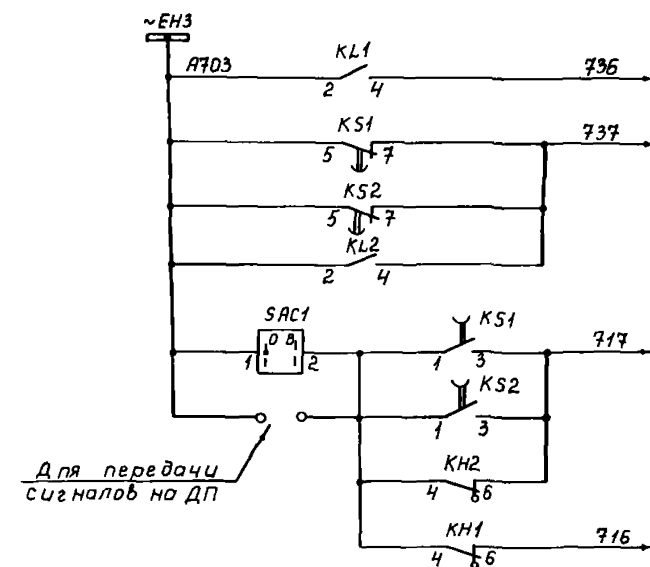 ~ЕНЗ
А703
KL1
736
2 4
KS1
737
5 7
KS2
5 7
KL2
2 4
SAC1
О В
1 2
KS1
717
1 3
KS2
1 3
Для передачи
сигналов на ДП
KH2
4 6
KH1
716
4 6